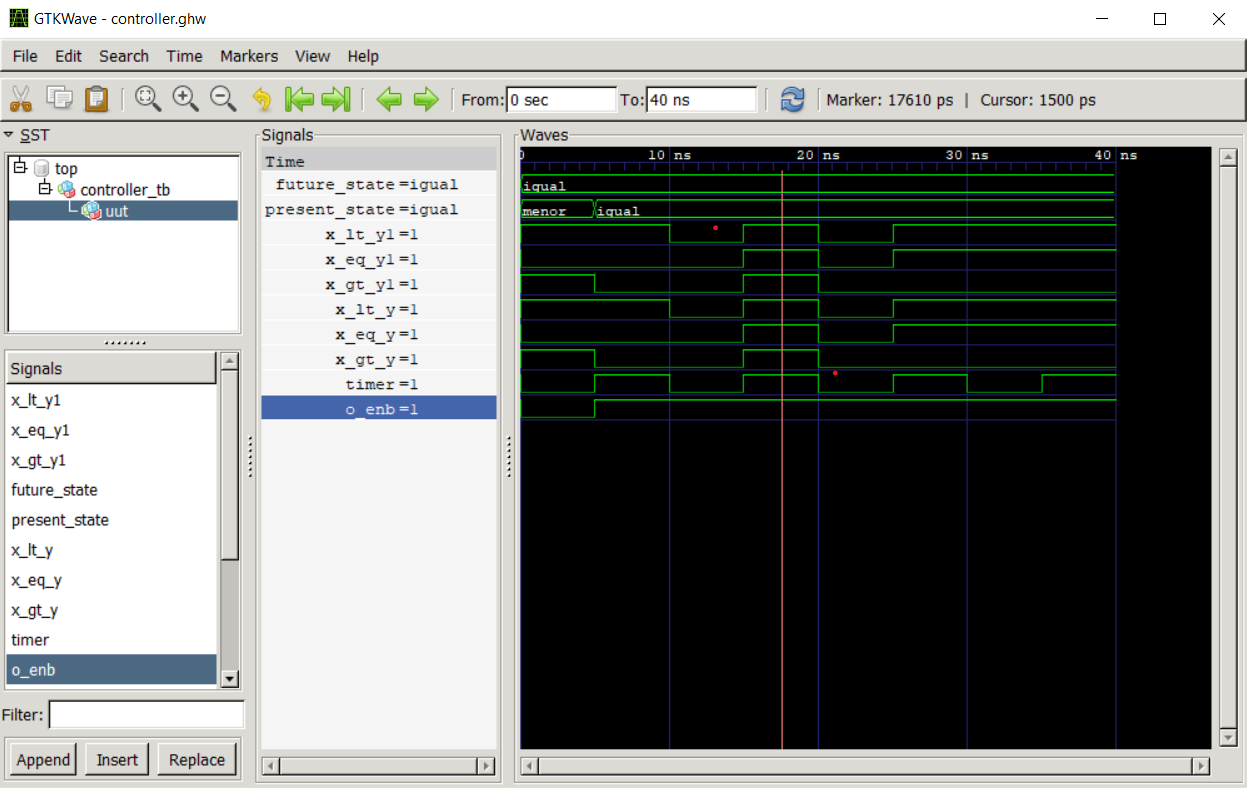 GTKWave - controller.ghw
File Edit Search Time Markers View Help
From: 0 sec To: 40 ns Marker: 17610 ps | Cursor: 1500 ps
SST
top
controller_tb
uut
Signals
x_lt_y1
x_eq_y1
x_gt_y1
future_state
present_state
x_lt_y
x_eq_y
x_gt_y
timer
o_enb
Filter:
Append Insert Replace
Signals
Time
future_state=igual
present_state=igual
x_lt_y1=1
x_eq_y1=1
x_gt_y1=1
x_lt_y=1
x_eq_y=1
x_gt_y=1
timer=1
o_enb=1
Waves
0 10 ns 20 ns 30 ns 40 ns
igual
menor igual